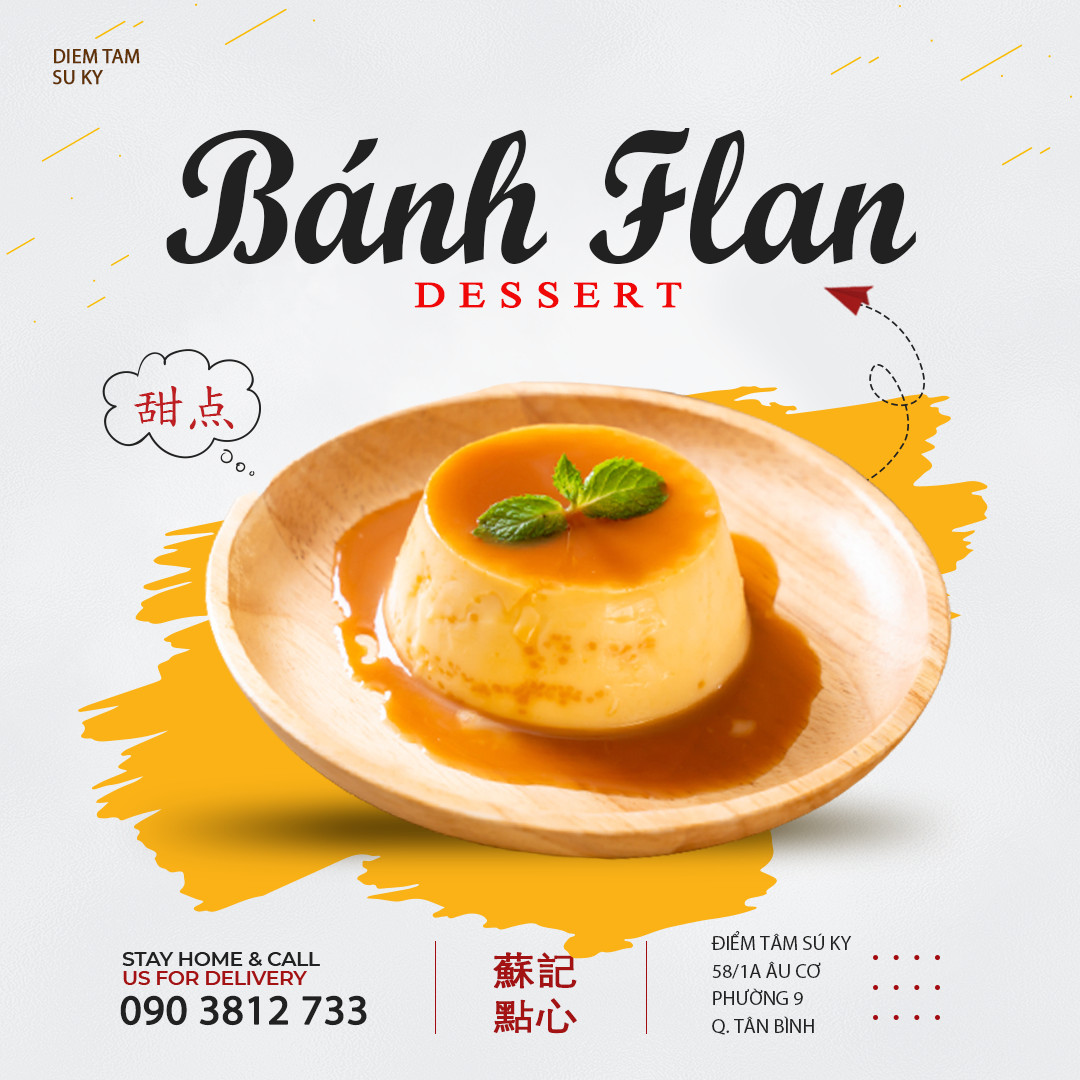 DIEM TAM
SU KY
Bánh Flan
DESSERT
甜点
STAY HOME & CALL
US FOR DELIVERY
090 3812 733
蘇記
點心
ĐIỂM TÂM SÚ KÝ
58/1A ÂU CƠ
PHƯỜNG 9
Q. TÂN BÌNH